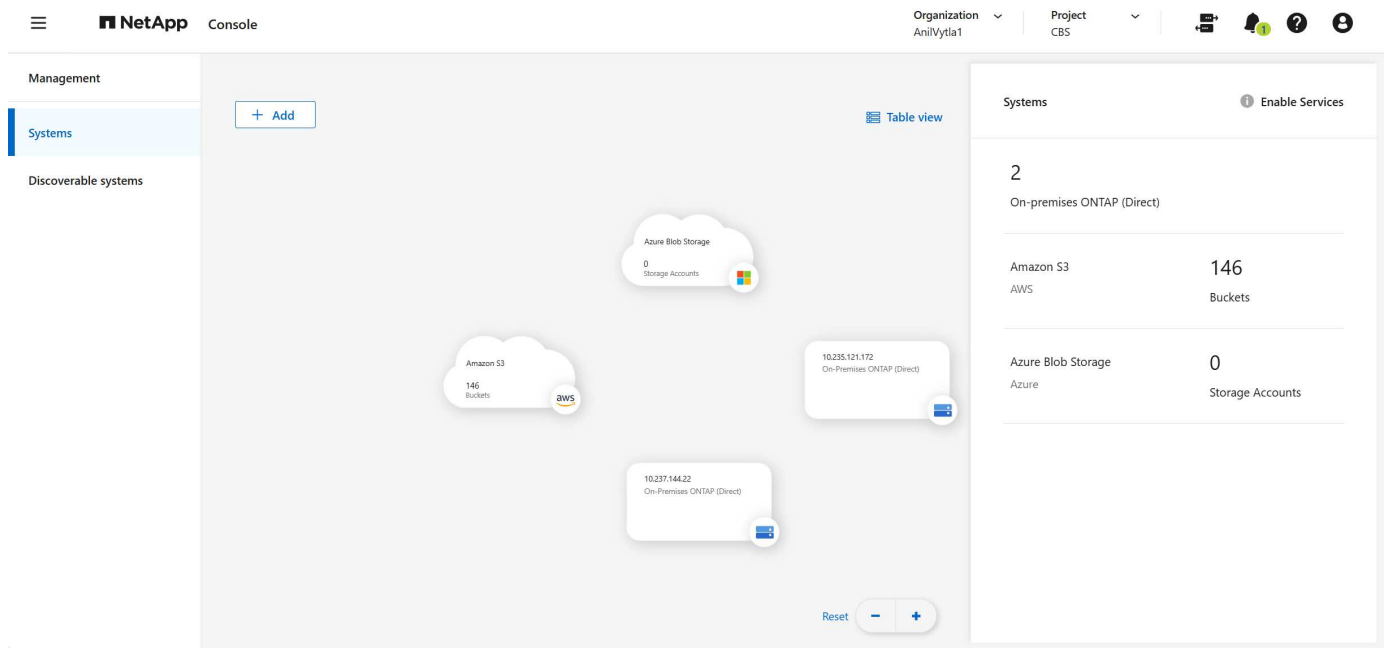 NetApp Console
Organization
AnilVytla1
Project
CBS
1
?
Management
Systems
Discoverable systems
+ Add
Table view
Azure Blob Storage
0
Storage Accounts
Amazon S3
146
Buckets
aws
10.235.121.172
On-Premises ONTAP (Direct)
10.237.144.22
On-Premises ONTAP (Direct)
Reset - +
Systems
i Enable Services
2
On-premises ONTAP (Direct)
Amazon S3
AWS
146
Buckets
Azure Blob Storage
Azure
0
Storage Accounts